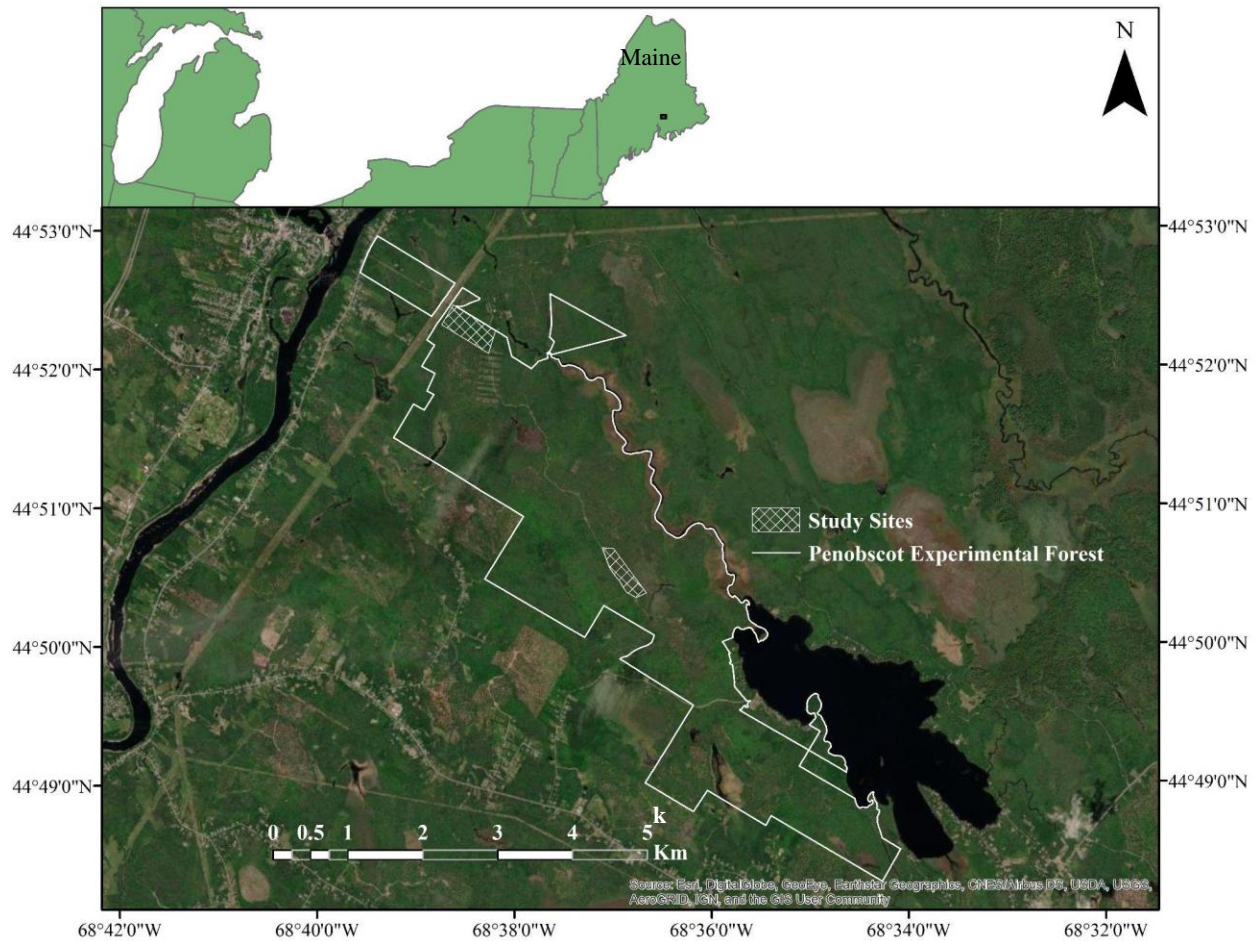 Maine
N
44°53'0"N
44°53'0"N
44°52'0"N
44°52'0"N
44°51'0"N
44°51'0"N
Study Sites
Penobscot Experimental Forest
44°50'0"N
44°50'0"N
44°49'0"N
44°49'0"N
k
0 0.5 1 2 3 4 5
Km
Source: Esri, DigitalGlobe, GeoEye, Earthstar Geographics, CNES/Airbus DS, USDA, USGS,
AeroGRID, IGN, and the GIS User Community
68°42'0"W 68°40'0"W 68°38'0"W 68°36'0"W 68°34'0"W 68°32'0"W